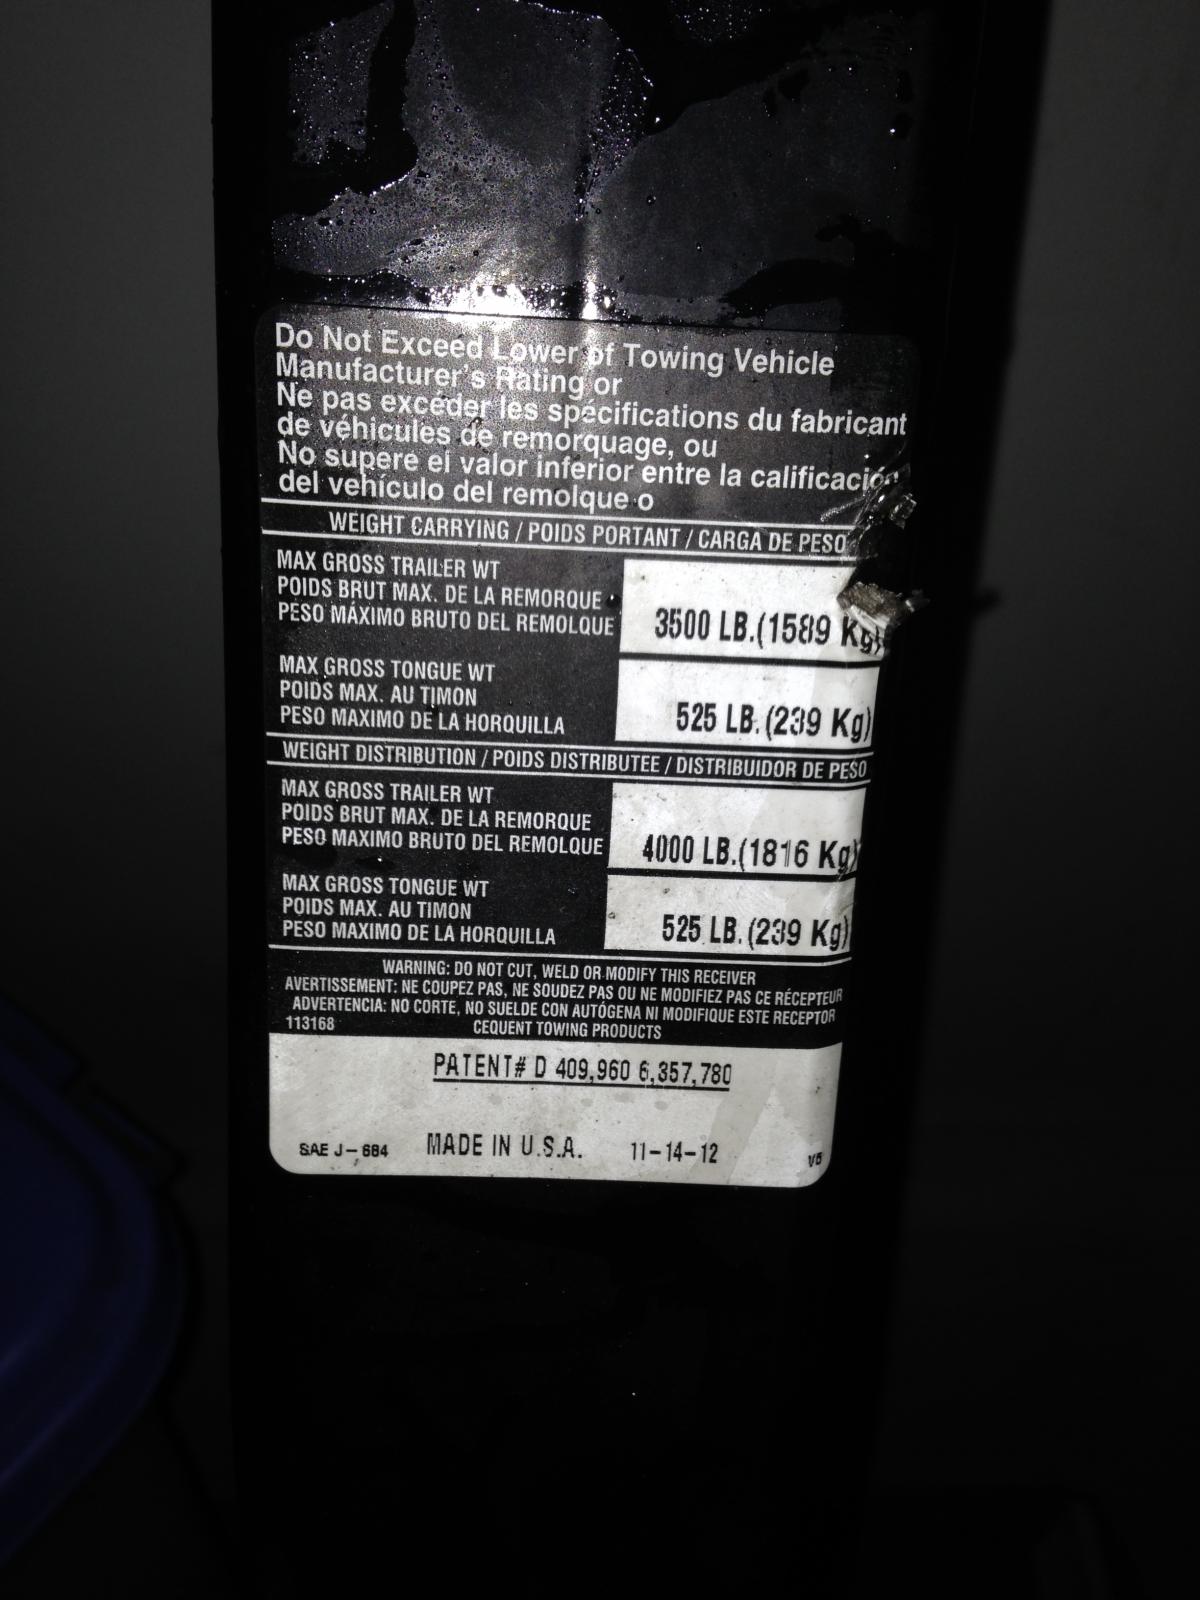 Do Not Exceed Lower of Towing Vehicle
Manufacturer's Rating or
Ne pas excéder les spécifications du fabricant
de véhicules de remorquage, ou
No supere el valor inferior entre la calificación
del vehículo del remolque o
WEIGHT CARRYING / POIDS PORTANT / CARGA DE PESO
MAX GROSS TRAILER WT
POIDS BRUT MAX. DE LA REMORQUE
PESO MÁXIMO BRUTO DEL REMOLQUE
3500 LB.(1589 Kg)
MAX GROSS TONGUE WT
POIDS MAX. AU TIMON
PESO MAXIMO DE LA HORQUILLA
525 LB.(239 Kg)
WEIGHT DISTRIBUTION / POIDS DISTRIBUTEE / DISTRIBUIDOR DE PESO
MAX GROSS TRAILER WT
POIDS BRUT MAX. DE LA REMORQUE
PESO MAXIMO BRUTO DEL REMOLQUE
4000 LB.(1816 Kg)
MAX GROSS TONGUE WT
POIDS MAX. AU TIMON
PESO MAXIMO DE LA HORQUILLA
525 LB.(239 Kg)
WARNING: DO NOT CUT, WELD OR MODIFY THIS RECEIVER
AVERTISSEMENT: NE COUPEZ PAS, NE SOUDEZ PAS OU NE MODIFIEZ PAS CE RÉCEPTEUR
ADVERTENCIA: NO CORTE, NO SUELDE CON AUTÓGENA NI MODIFIQUE ESTE RECEPTOR
113168 CEQUENT TOWING PRODUCTS
PATENT# D 409,960 6,357,780
SAE J-684 MADE IN U.S.A. 11-14-12 V5